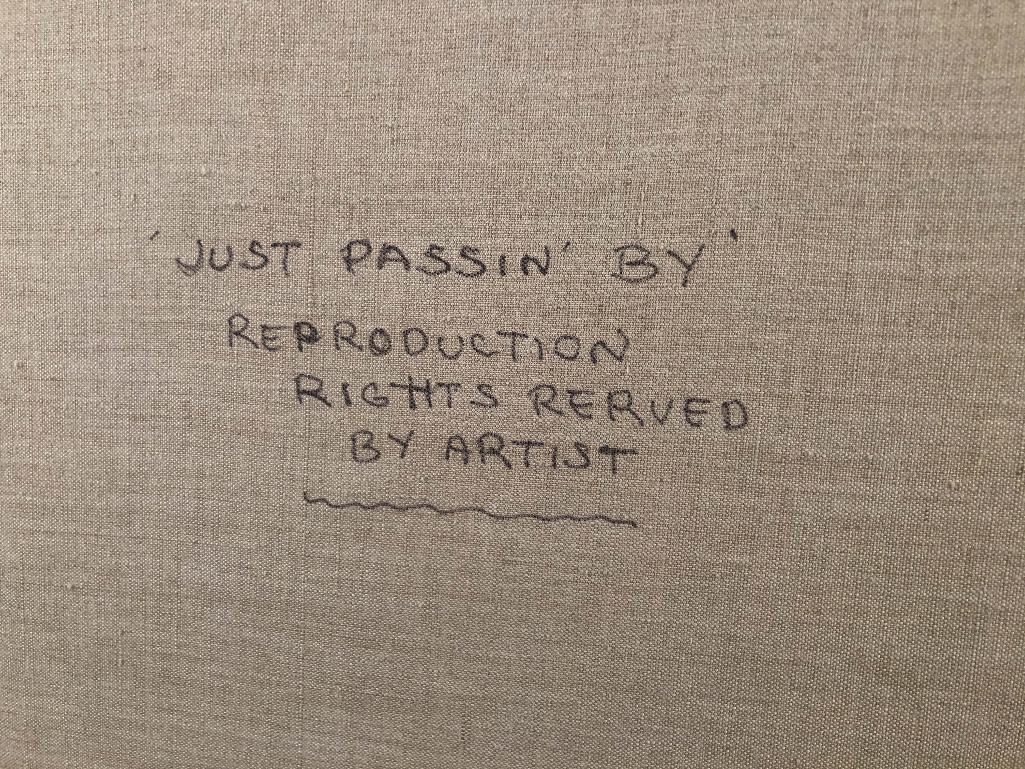 'JUST PASSIN' BY'
REPRODUCTION
RIGHTS RERVED
BY ARTIST